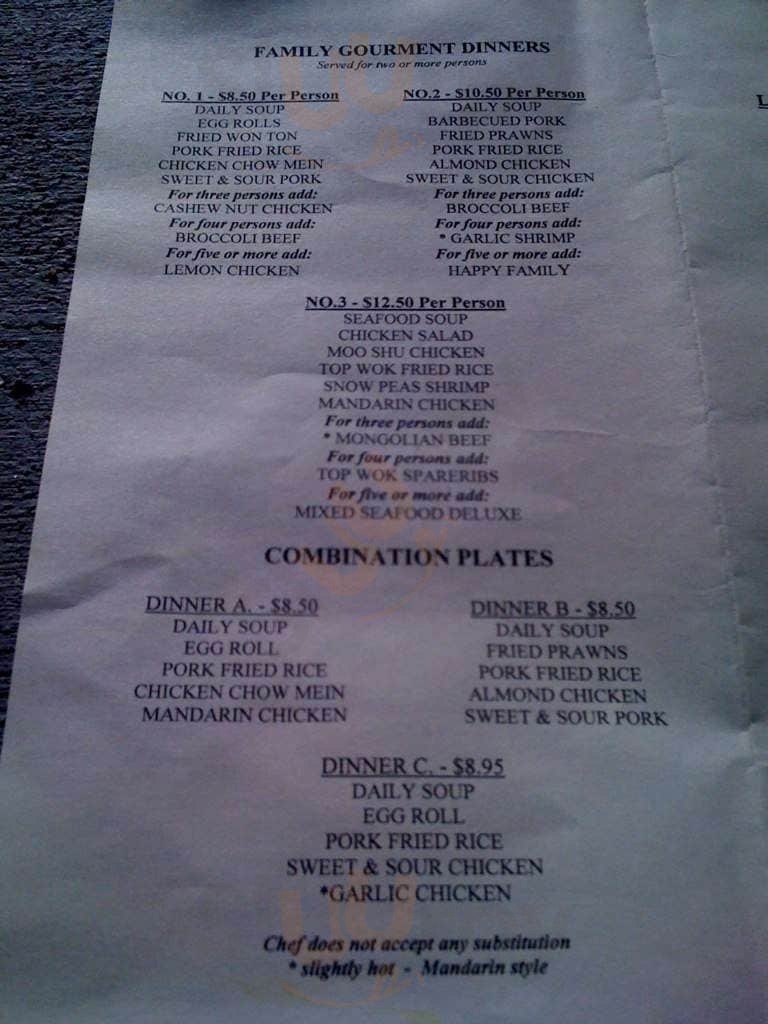 FAMILY GOURMENT DINNERS
Served for two or more persons
NO. 1 - $8.50 Per Person
DAILY SOUP
EGG ROLLS
FRIED WON TON
PORK FRIED RICE
CHICKEN CHOW MEIN
SWEET & SOUR PORK
For three persons add:
CASHEW NUT CHICKEN
For four persons add:
BROCCOLI BEEF
For five or more add:
LEMON CHICKEN
NO.2 - $10.50 Per Person
DAILY SOUP
BARBECUED PORK
FRIED PRAWNS
PORK FRIED RICE
ALMOND CHICKEN
SWEET & SOUR CHICKEN
For three persons add:
BROCCOLI BEEF
For four persons add:
* GARLIC SHRIMP
For five or more add:
HAPPY FAMILY
NO.3 - $12.50 Per Person
SEAFOOD SOUP
CHICKEN SALAD
MOO SHU CHICKEN
TOP WOK FRIED RICE
SNOW PEAS SHRIMP
MANDARIN CHICKEN
For three persons add:
* MONGOLIAN BEEF
For four persons add:
TOP WOK SPARERIBS
For five or more add:
MIXED SEAFOOD DELUXE
COMBINATION PLATES
DINNER A. - $8.50
DAILY SOUP
EGG ROLL
PORK FRIED RICE
CHICKEN CHOW MEIN
MANDARIN CHICKEN
DINNER B - $8.50
DAILY SOUP
FRIED PRAWNS
PORK FRIED RICE
ALMOND CHICKEN
SWEET & SOUR PORK
DINNER C. - $8.95
DAILY SOUP
EGG ROLL
PORK FRIED RICE
SWEET & SOUR CHICKEN
*GARLIC CHICKEN
Chef does not accept any substitution
* slightly hot - Mandarin style